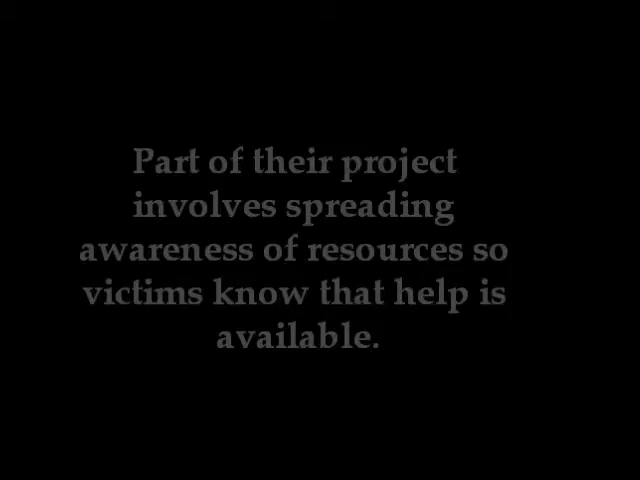 Part of their project
involves spreading
awareness of resources so
victims know that help is
available.